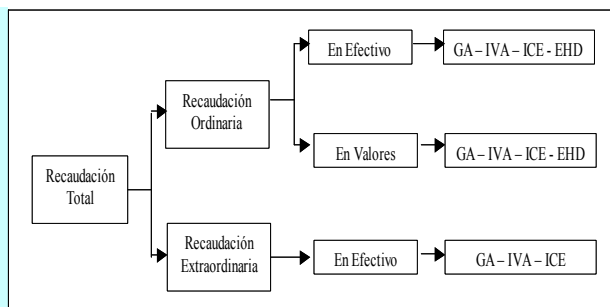 En Efectivo
GA – IVA – ICE - EHD
Recaudación
Ordinaria
En Valores
GA – IVA – ICE - EHD
Recaudación
Total
Recaudación
Extraordinaria
En Efectivo
GA – IVA – ICE